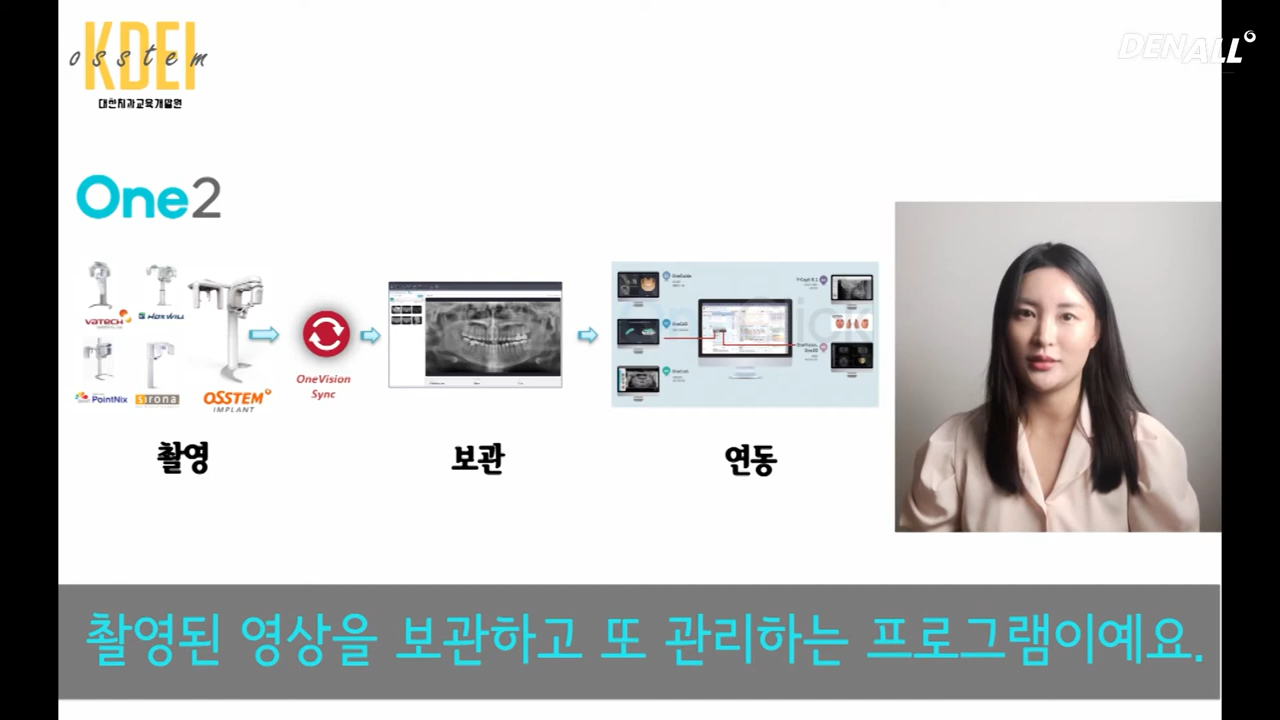 KDEI
osstem
대한치과교육개발원
DENALL
One2
vatech
PointNix
sirona
OSSTEM
IMPLANT
OneVision
Sync
촬영
보관
연동
촬영된 영상을 보관하고 또 관리하는 프로그램이예요.